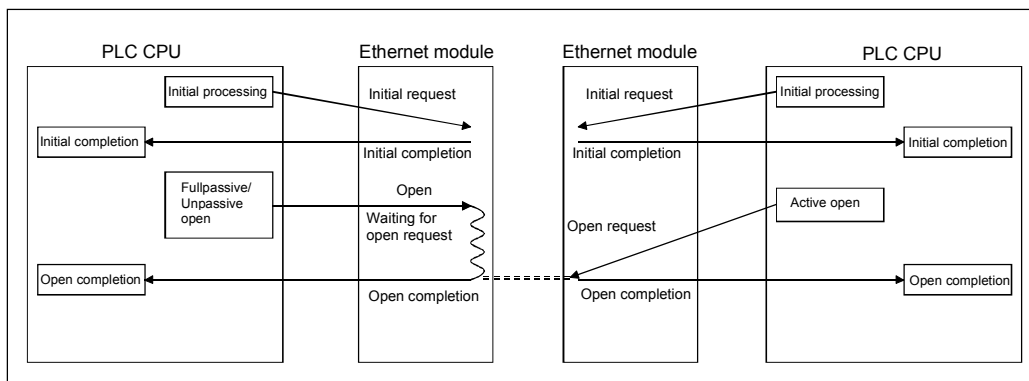 PLC CPU
Ethernet module
Ethernet module
PLC CPU
Initial processing
Initial request
Initial request
Initial processing
Initial completion
Initial completion
Initial completion
Initial completion
Fullpassive/
Unpassive
open
Open
Waiting for
open request
Open request
Active open
Open completion
Open completion
Open completion
Open completion